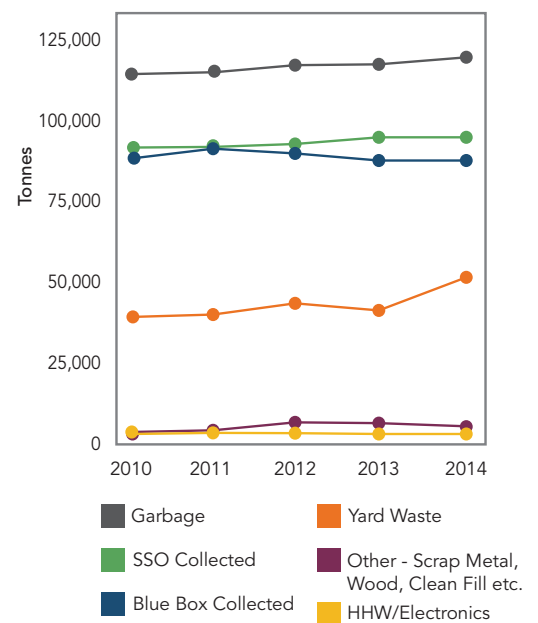 Tonnes
125,000
100,000
75,000
50,000
25,000
0
2010 2011 2012 2013 2014
Garbage
SSO Collected
Blue Box Collected
Yard Waste
Other - Scrap Metal,
Wood, Clean Fill etc.
HHW/Electronics